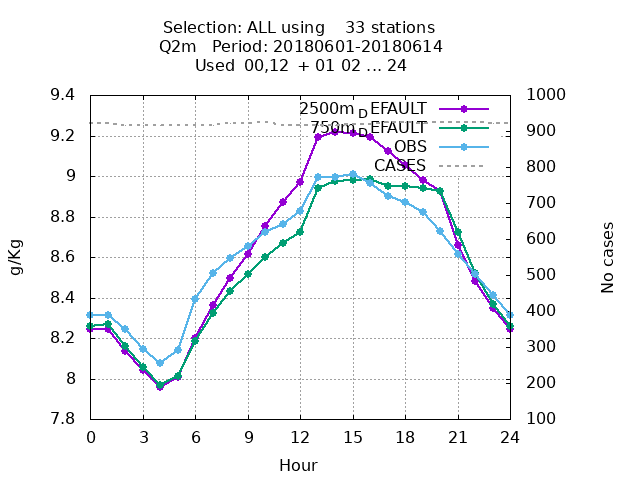 Selection: ALL using    33 stations
Q2m   Period: 20180601-20180614
Used  00,12  + 01 02 ... 24
9.4
9.2
9
8.8
8.6
8.4
8.2
8
7.8
g/Kg
2500m_DEFAULT
750m_DEFAULT
OBS
CASES
1000
900
800
700
600
500
400
300
200
100
No cases
0 3 6 9 12 15 18 21 24
Hour